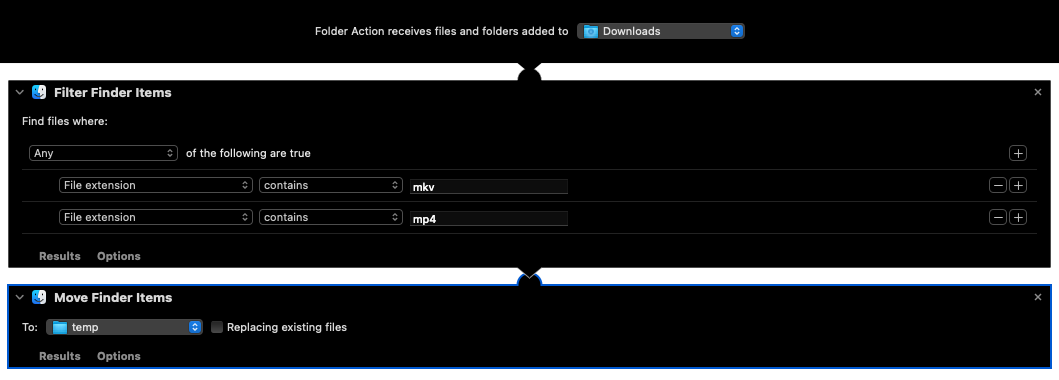 Folder Action receives files and folders added to Downloads
Filter Finder Items
Find files where:
Any of the following are true
File extension contains mkv
File extension contains mp4
Results Options
Move Finder Items
To: temp Replacing existing files
Results Options